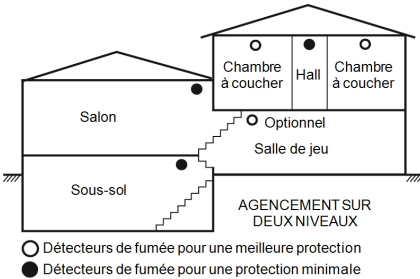 Chambre
à coucher
Hall
Chambre
à coucher
Salon
Optionnel
Salle de jeu
Sous-sol
AGENCEMENT SUR
DEUX NIVEAUX
Détecteurs de fumée pour une meilleure protection
Détecteurs de fumée pour une protection minimale